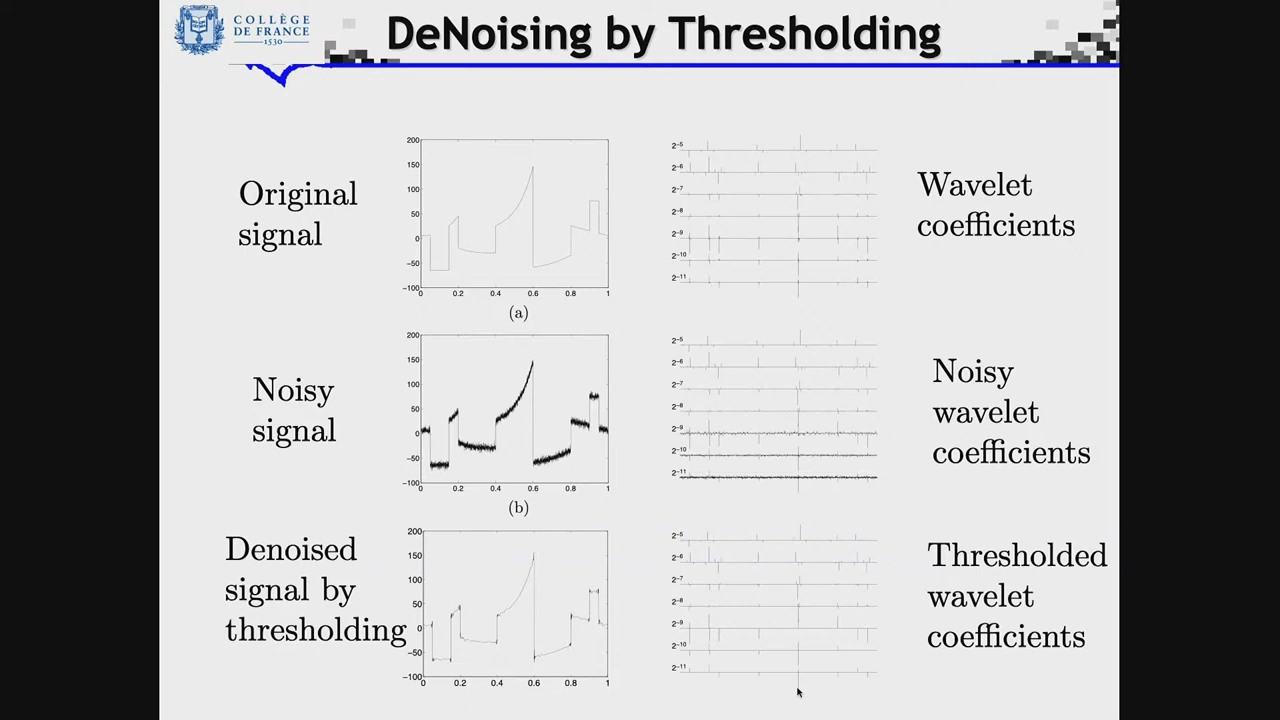 COLLÈGE
DE FRANCE
1530
DeNoising by Thresholding
Original
signal
200
150
100
50
0
-50
-100
0 0.2 0.4 0.6 0.8 1
(a)
2-5
2-6
2-7
2-8
2-9
2-10
2-11
Wavelet
coefficients
Noisy
signal
200
150
100
50
0
-50
-100
0 0.2 0.4 0.6 0.8 1
(b)
2-5
2-6
2-7
2-8
2-9
2-10
2-11
Noisy
wavelet
coefficients
Denoised
signal by
thresholding
200
150
100
50
0
-50
-100
0 0.2 0.4 0.6 0.8 1
2-5
2-6
2-7
2-8
2-9
2-10
2-11
Thresholded
wavelet
coefficients